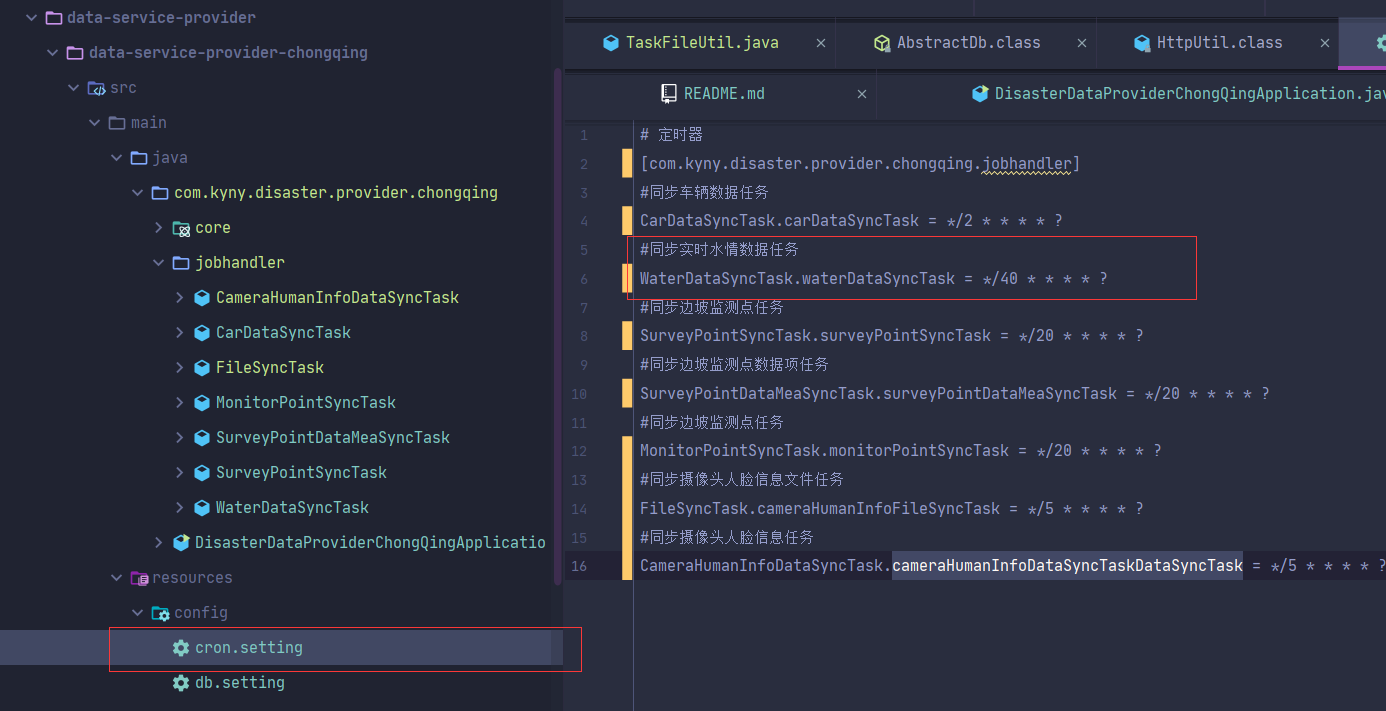 data-service-provider
data-service-provider-chongqing
src
main
java
com.kyny.disaster.provider.chongqing
core
jobhandler
CameraHumanInfoDataSyncTask
CarDataSyncTask
FileSyncTask
MonitorPointSyncTask
SurveyPointDataMeaSyncTask
SurveyPointSyncTask
WaterDataSyncTask
DisasterDataProviderChongQingApplicatio
resources
config
cron.setting
db.setting
TaskFileUtil.java
AbstractDb.class
HttpUtil.class
README.md
DisasterDataProviderChongQingApplication.jav
1 # 定时器
2 [com.kyny.disaster.provider.chongqing.jobhandler]
3 #同步车辆数据任务
4 CarDataSyncTask.carDataSyncTask = */2 * * * * ?
5 #同步实时水情数据任务
6 WaterDataSyncTask.waterDataSyncTask = */40 * * * * ?
7 #同步边坡监测点任务
8 SurveyPointSyncTask.surveyPointSyncTask = */20 * * * * ?
9 #同步边坡监测点数据项任务
10 SurveyPointDataMeaSyncTask.surveyPointDataMeaSyncTask = */20 * * * * ?
11 #同步边坡监测点任务
12 MonitorPointSyncTask.monitorPointSyncTask = */20 * * * * ?
13 #同步摄像头人脸信息文件任务
14 FileSyncTask.cameraHumanInfoFileSyncTask = */5 * * * * ?
15 #同步摄像头人脸信息任务
16 CameraHumanInfoDataSyncTask.cameraHumanInfoDataSyncTaskDataSyncTask = */5 * * * * ?